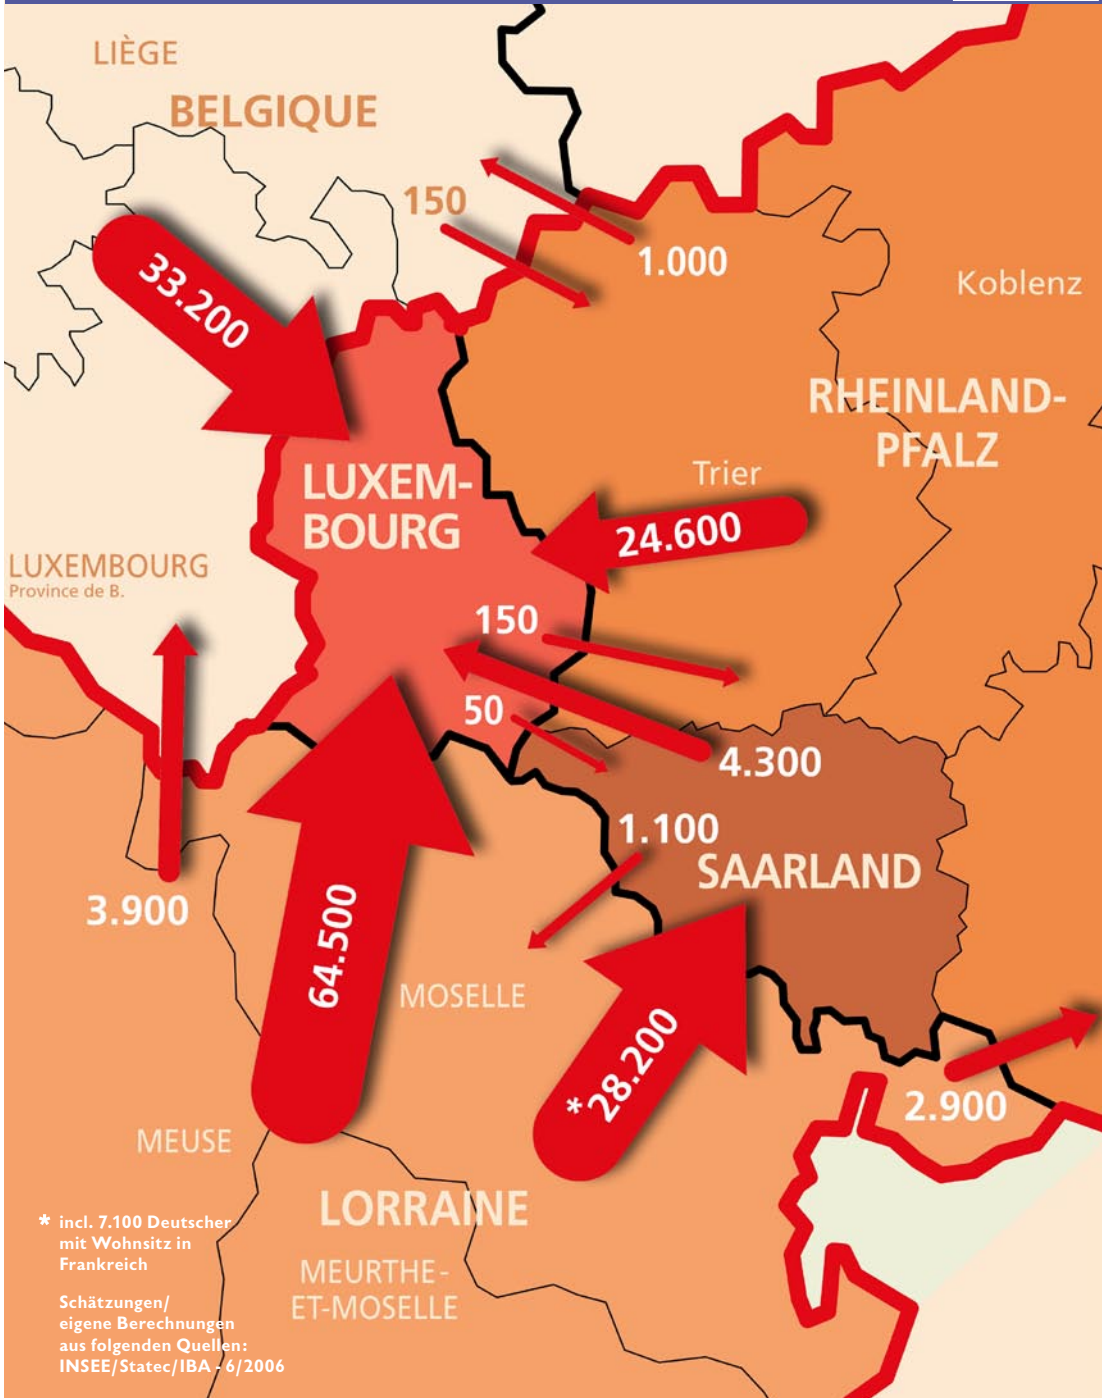 LIÈGE
BELGIQUE
150
1.000
33.200
Koblenz
RHEINLAND-
PFALZ
LUXEM-
BOURG
Trier
24.600
LUXEMBOURG
Province de B.
150
50
4.300
1.100
SAARLAND
3.900
64.500
MOSELLE
*28.200
2.900
MEUSE
LORRAINE
MEURTHE-
ET-MOSELLE
* incl. 7.100 Deutscher
mit Wohnsitz in
Frankreich
Schätzungen/
eigene Berechnungen
aus folgenden Quellen:
INSEE/Statec/IBA - 6/2006